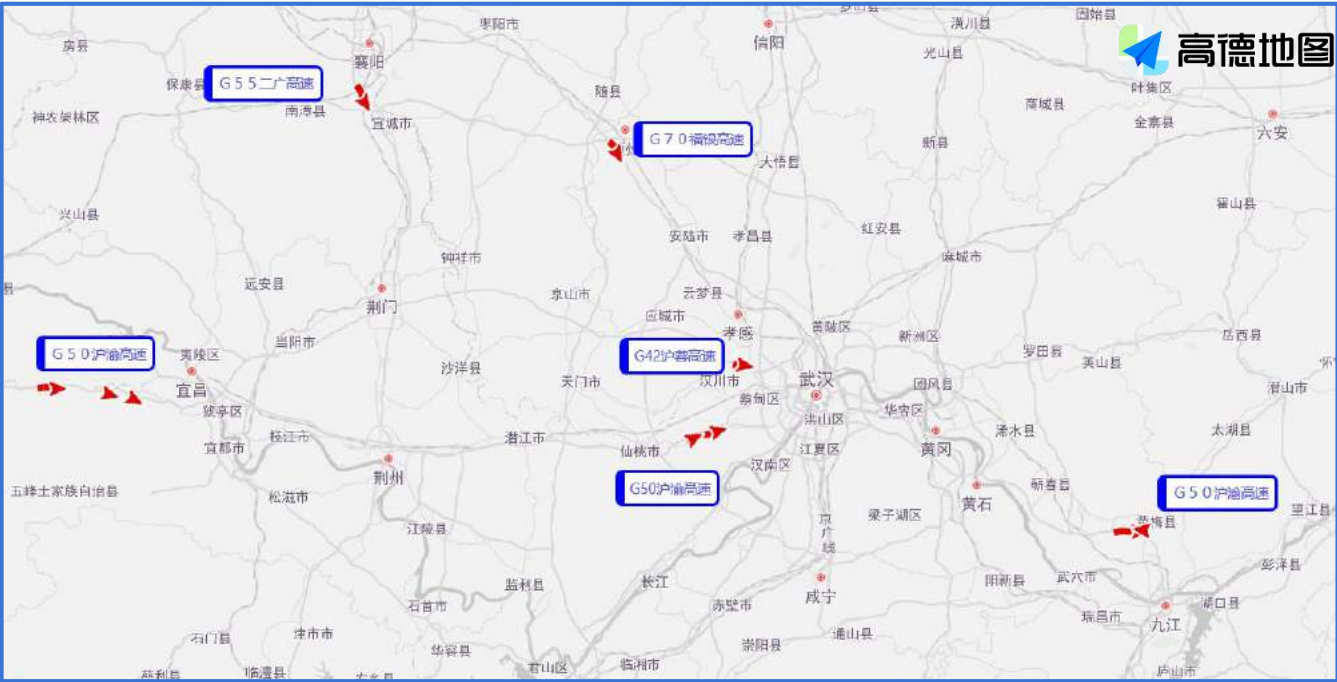 枣阳市
信阳
潢川县
固始县
高德地图
房县
襄阳
光山县
叶集区
保康县
G55二广高速
南漳县
宜城市
随县
商城县
金寨县
六安
神农架林区
G70福银高速
大悟县
新县
兴山县
霍山县
安陆市
孝昌县
红安县
钟祥市
麻城市
远安县
荆门
京山市
云梦县
应城市
孝感
黄陂区
新洲区
岳西县
当阳市
G50沪渝高速
夷陵区
宜昌
G42沪蓉高速
罗田县
英山县
沙洋县
天门市
汉川市
武汉
团风县
潜山市
蔡甸区
猇亭区
洪山区
华容区
枝江市
宜都市
潜江市
仙桃市
江夏区
黄冈
浠水县
太湖县
汉南区
荆州
五峰土家族自治县
松滋市
G50沪渝高速
黄石
蕲春县
G50沪渝高速
望江县
江陵县
京广线
梁子湖区
黄梅县
彭泽县
监利县
长江
阳新县
武穴市
石首市
赤壁市
咸宁
瑞昌市
九江
湖口县
石门县
津市市
崇阳县
通山县
华容县
君山区
临湘市
慈利县
临澧县
安乡县
庐山市